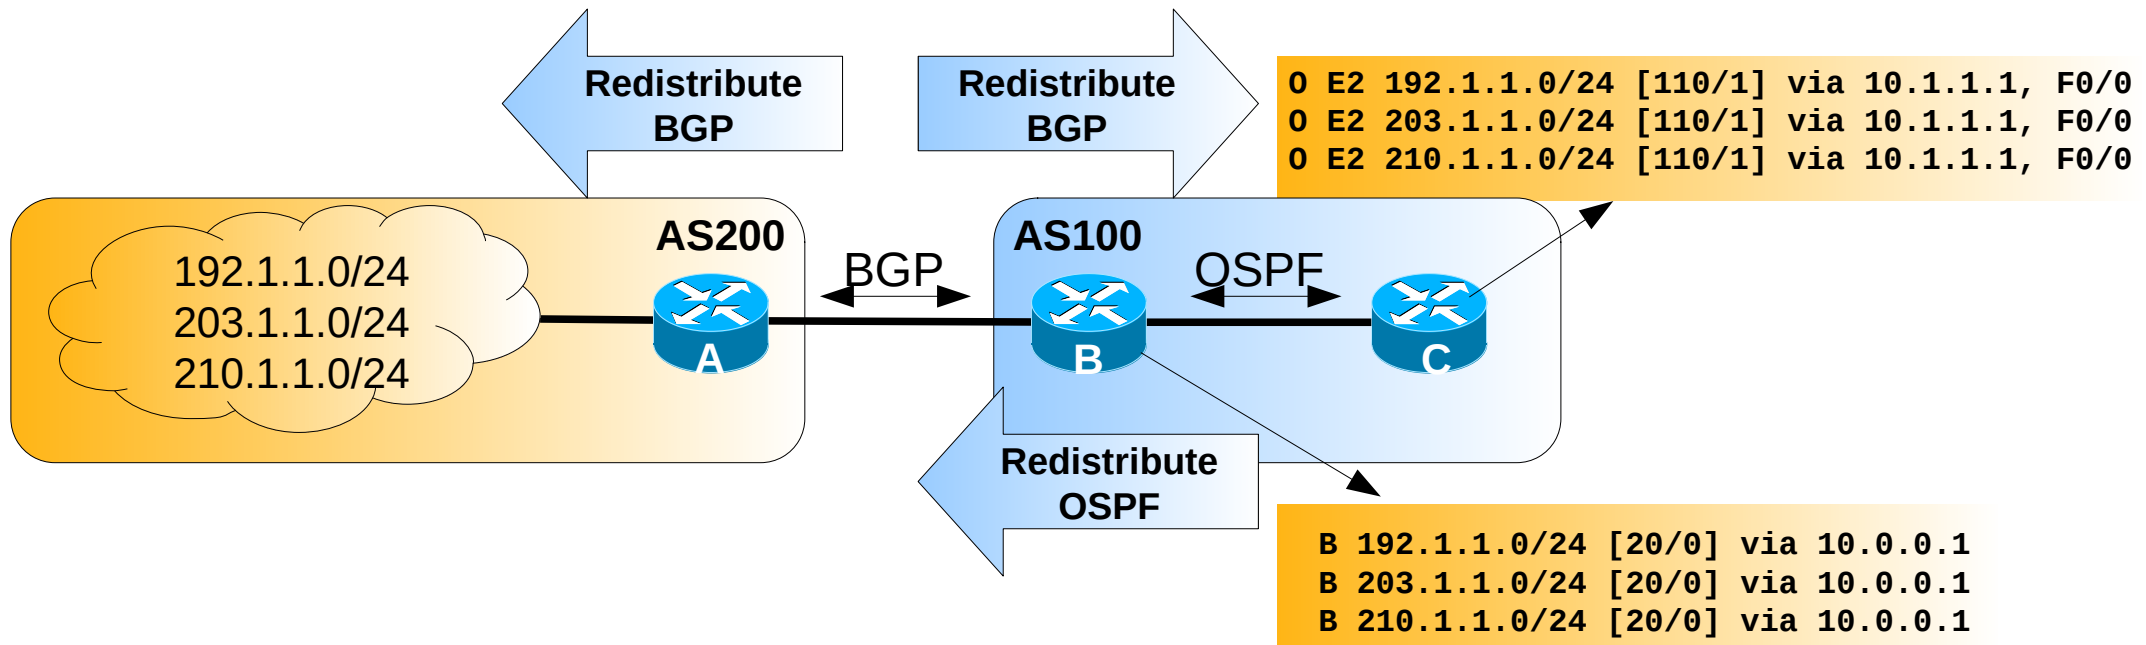 Redistribute
BGP
Redistribute
BGP
O E2 192.1.1.0/24 [110/1] via 10.1.1.1, F0/0
O E2 203.1.1.0/24 [110/1] via 10.1.1.1, F0/0
O E2 210.1.1.0/24 [110/1] via 10.1.1.1, F0/0
AS200
192.1.1.0/24
203.1.1.0/24
210.1.1.0/24
A
BGP
AS100
OSPF
B
C
Redistribute
OSPF
B 192.1.1.0/24 [20/0] via 10.0.0.1
B 203.1.1.0/24 [20/0] via 10.0.0.1
B 210.1.1.0/24 [20/0] via 10.0.0.1